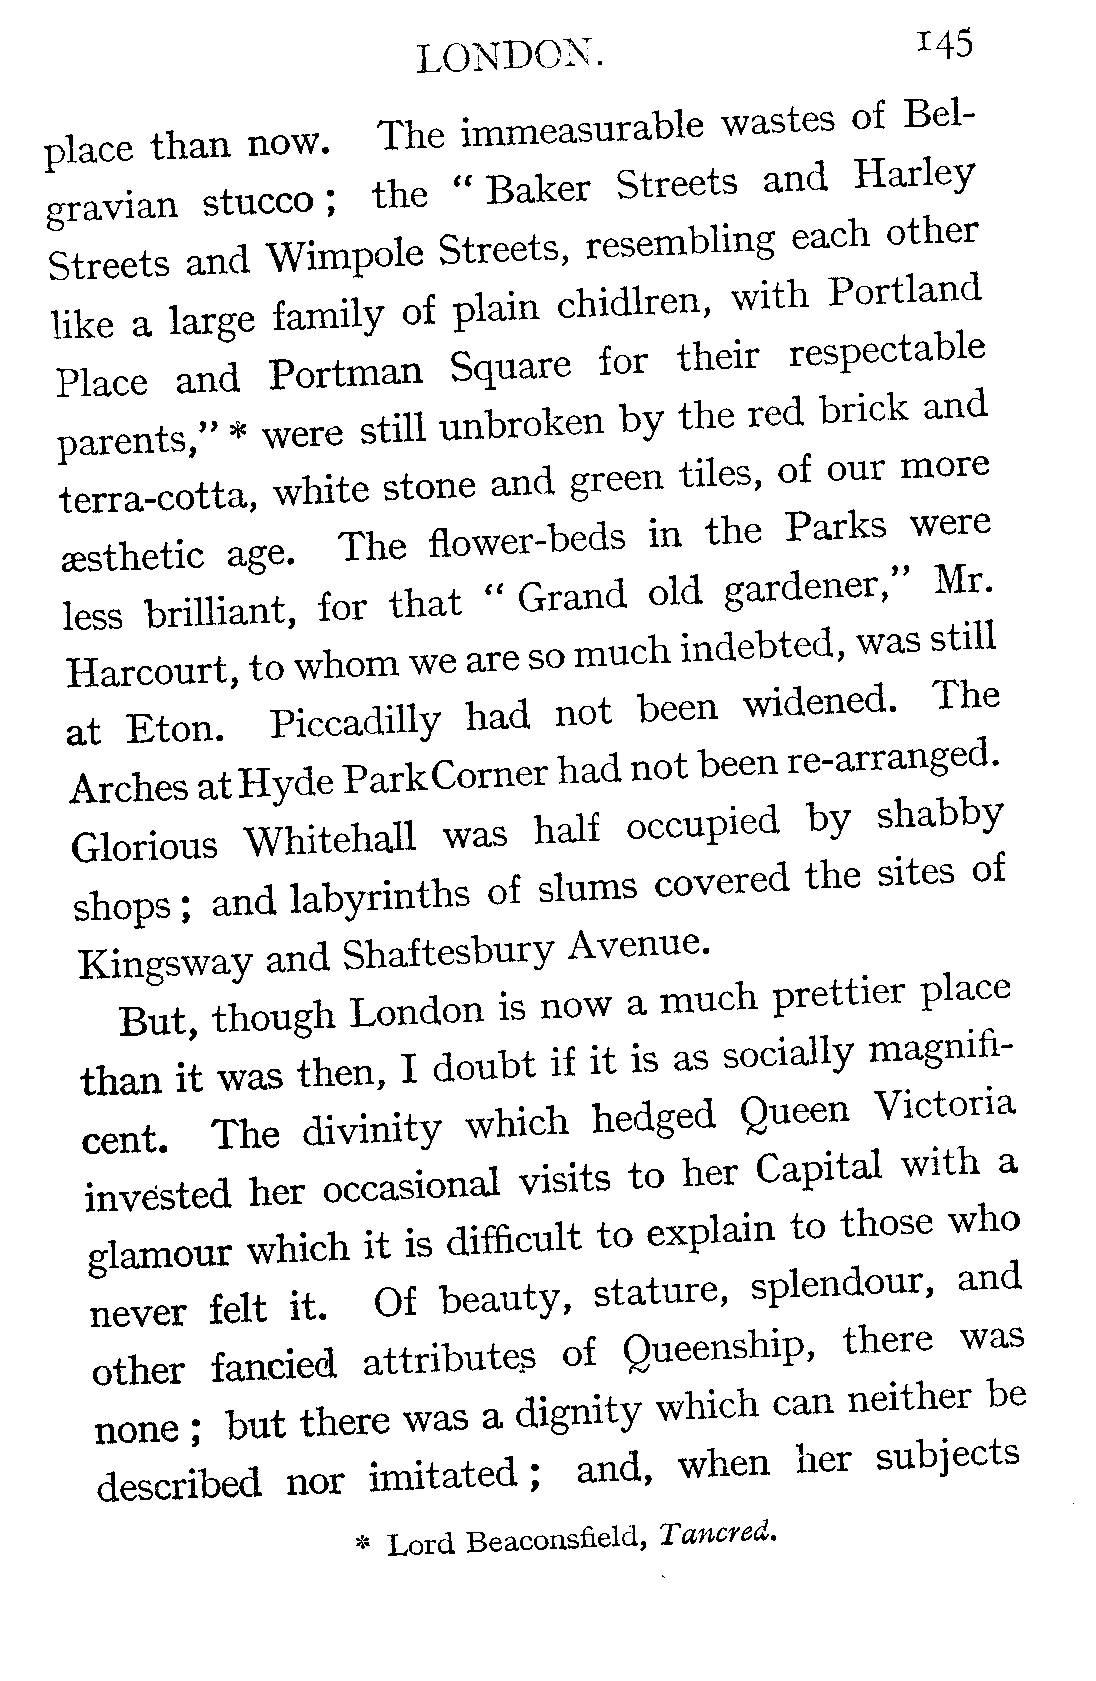 LONDON. 145
place than now. The immeasurable wastes of Bel-
gravian stucco ; the “ Baker Streets and Harley
Streets and Wimpole Streets, resembling each other
like a large family of plain chidlren, with Portland
Place and Portman Square for their respectable
parents,” * were still unbroken by the red brick and
terra-cotta, white stone and green tiles, of our more
æsthetic age. The flower-beds in the Parks were
less brilliant, for that “ Grand old gardener,” Mr.
Harcourt, to whom we are so much indebted, was still
at Eton. Piccadilly had not been widened. The
Arches at Hyde Park Corner had not been re-arranged.
Glorious Whitehall was half occupied by shabby
shops ; and labyrinths of slums covered the sites of
Kingsway and Shaftesbury Avenue.
But, though London is now a much prettier place
than it was then, I doubt if it is as socially magnifi-
cent. The divinity which hedged Queen Victoria
invested her occasional visits to her Capital with a
glamour which it is difficult to explain to those who
never felt it. Of beauty, stature, splendour, and
other fancied attributes of Queenship, there was
none ; but there was a dignity which can neither be
described nor imitated ; and, when her subjects
* Lord Beaconsfield, Tancred.